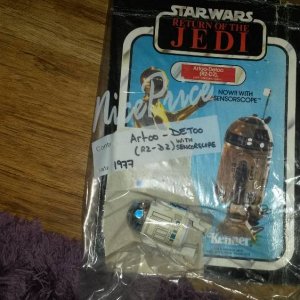 STAR WARS
RETURN OF THE
JEDI
Artoo-Detoo
(R2-D2)
NOW! WITH
SENSORSCOPE
Nice Price
Artoo - DETOO
(R2-D2) WITH SENSORSCOPE
1977
Kenner